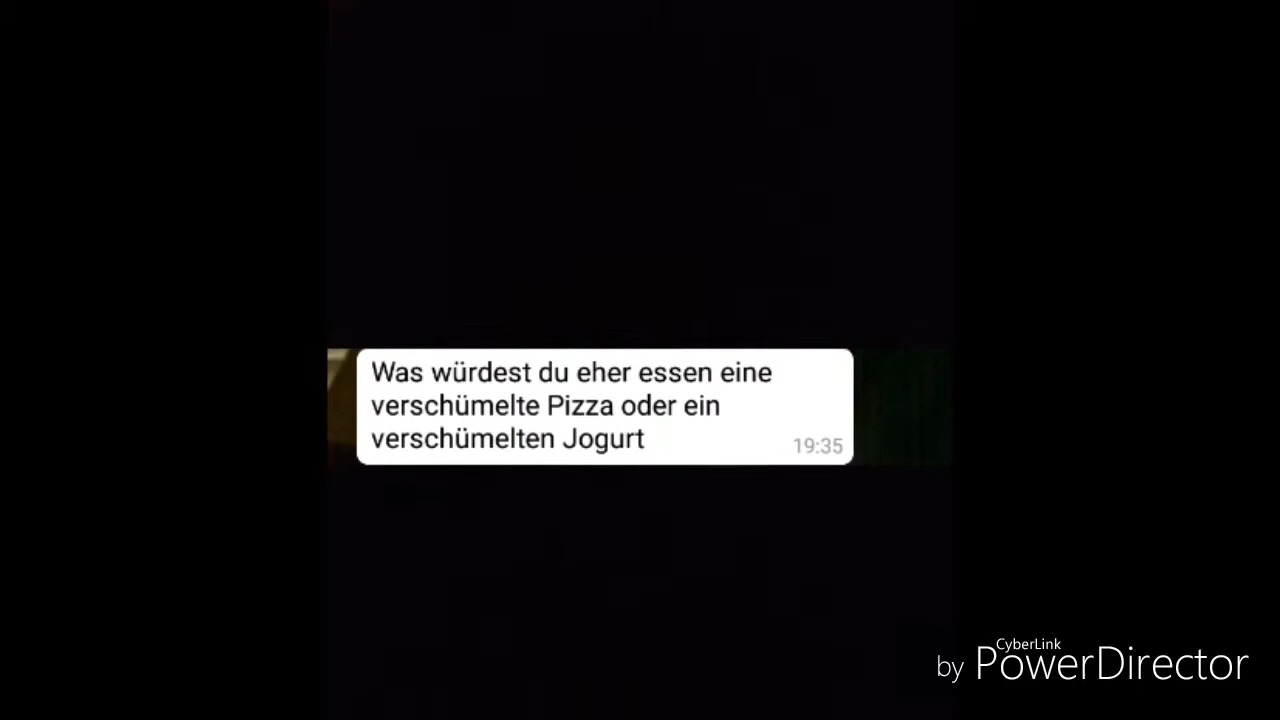 Was würdest du eher essen eine
verschümelte Pizza oder ein
verschümelten Jogurt
19:35
CyberLink
by PowerDirector